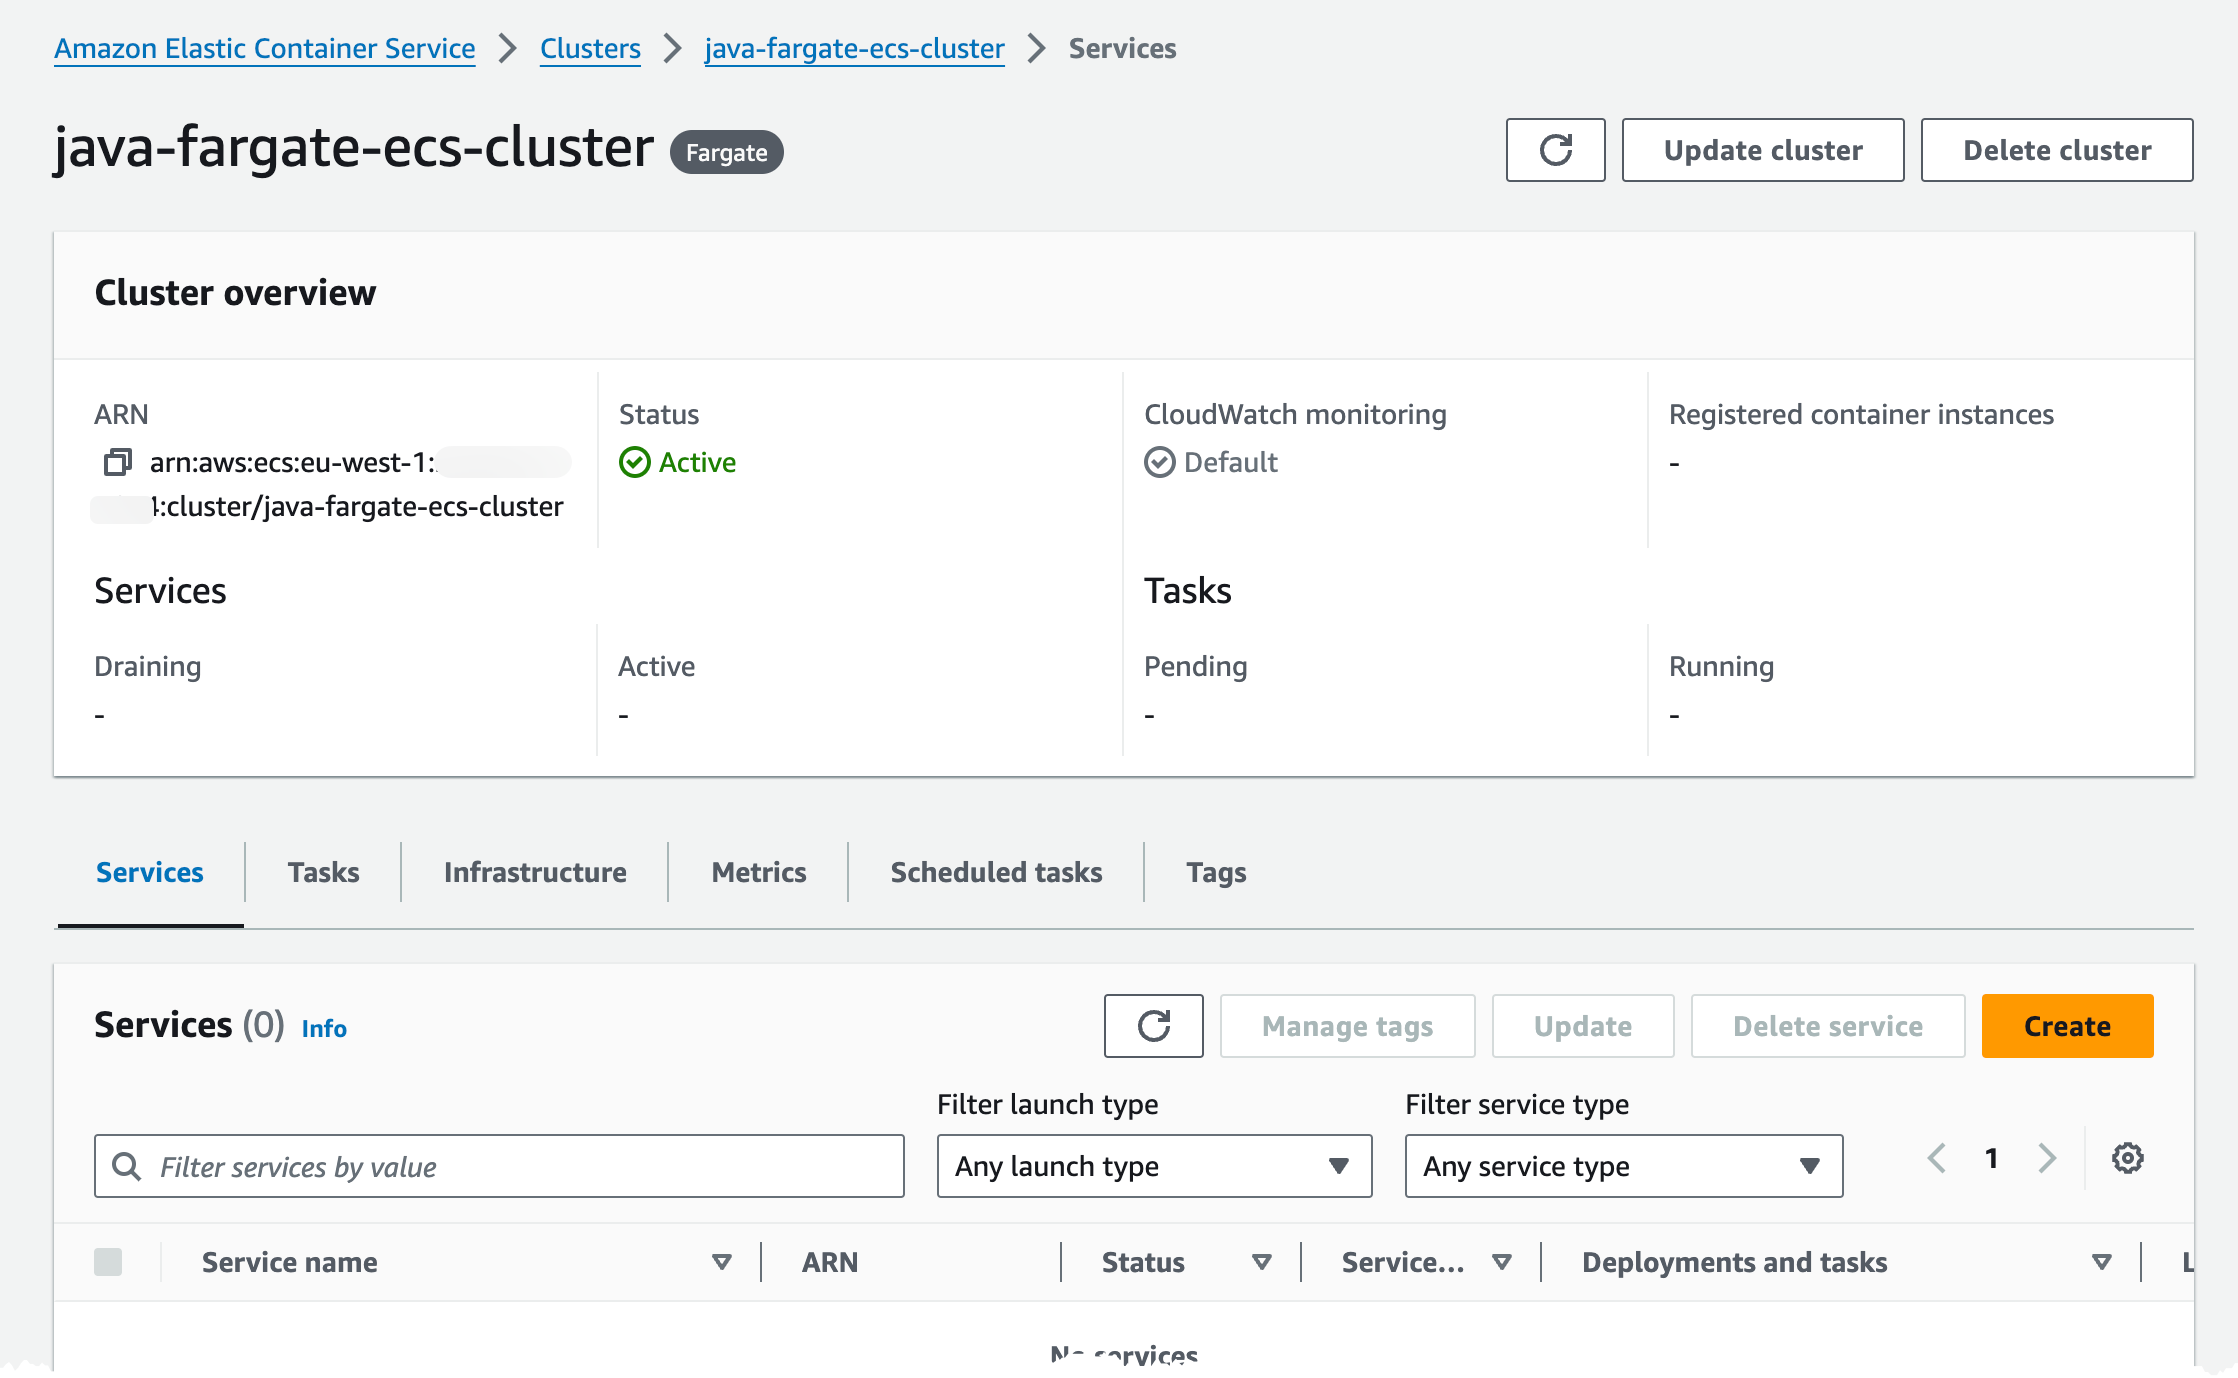 Amazon Elastic Container Service > Clusters > java-fargate-ecs-cluster > Services
java-fargate-ecs-cluster Fargate
Update cluster
Delete cluster
Cluster overview
ARN
arn:aws:ecs:eu-west-1:
4:cluster/java-fargate-ecs-cluster
Status
Active
CloudWatch monitoring
Default
Registered container instances
-
Services
Draining
-
Active
-
Tasks
Pending
-
Running
-
Services Tasks Infrastructure Metrics Scheduled tasks Tags
Services (0) Info
Manage tags
Update
Delete service
Create
Filter services by value
Filter launch type
Any launch type
Filter service type
Any service type
1
Service name ARN Status Service... Deployments and tasks L
No services